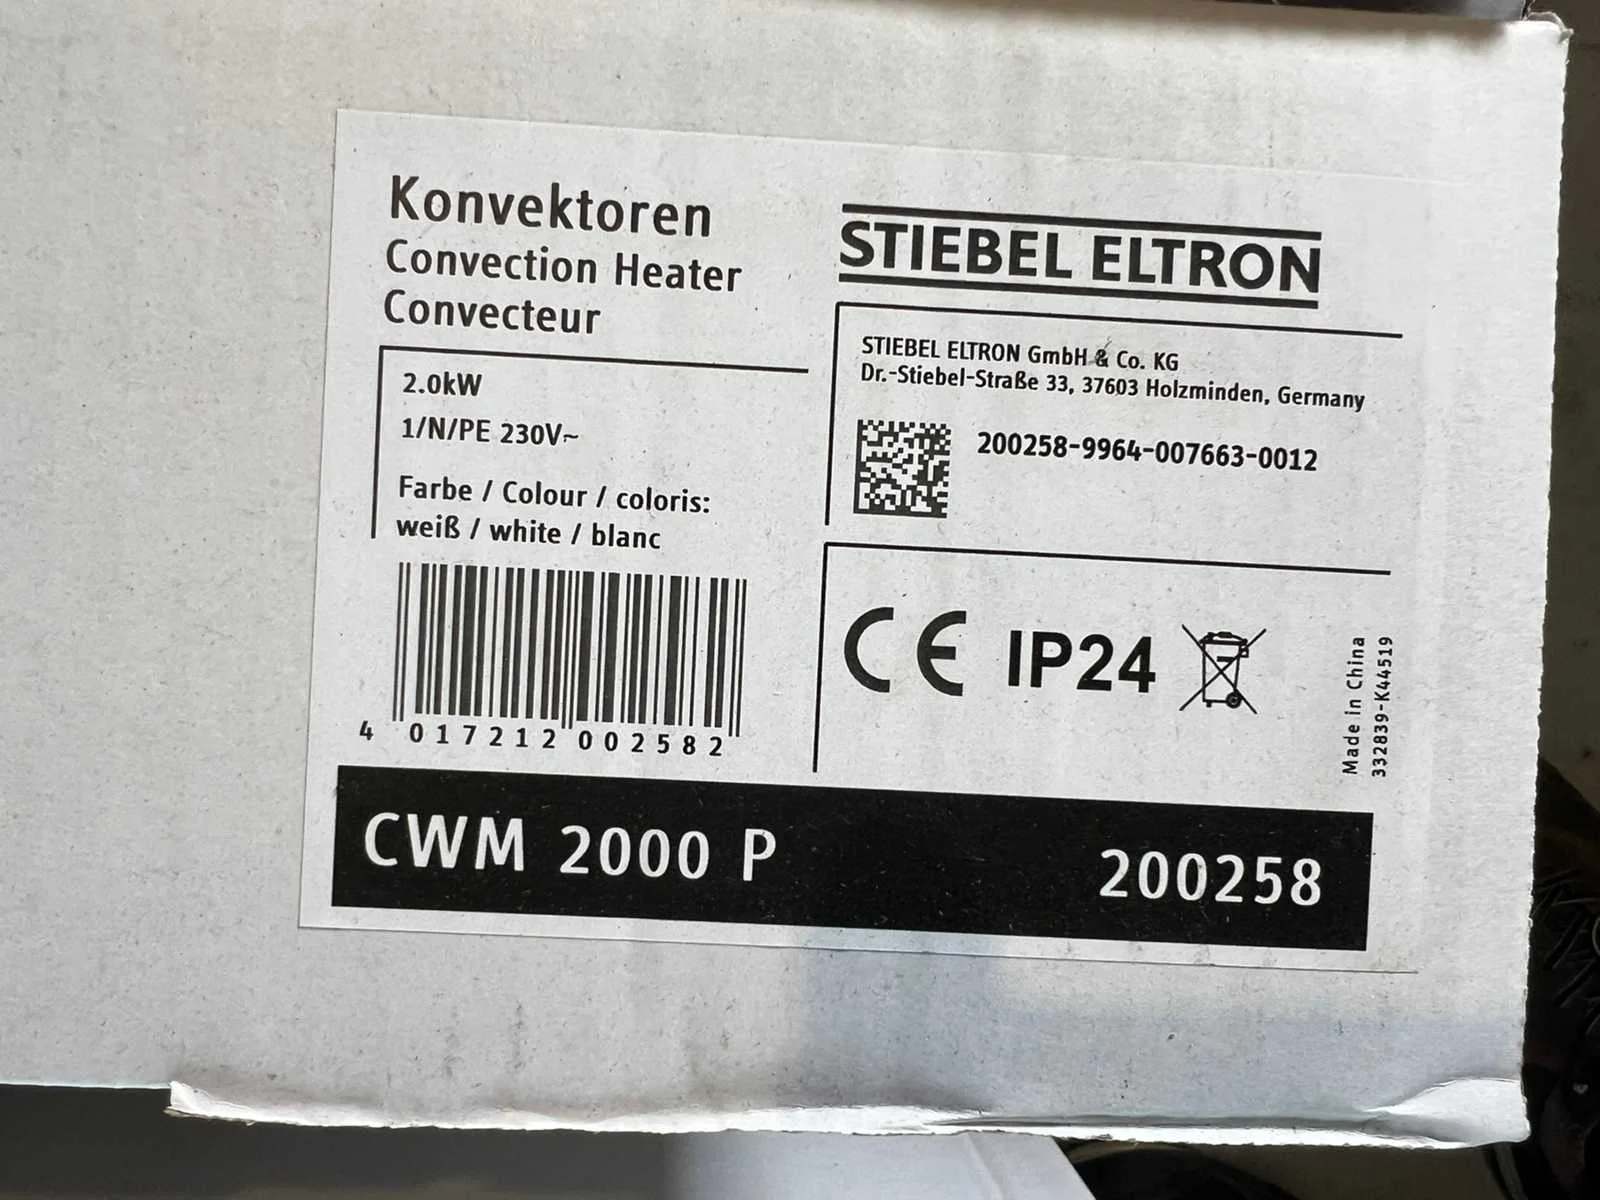 Konvektoren
Convection Heater
Convecteur
2.0kW
1/N/PE 230V~
Farbe / Colour / coloris:
weiß / white / blanc
4 017212 002582
STIEBEL ELTRON
STIEBEL ELTRON GmbH & Co. KG
Dr.-Stiebel-Straße 33, 37603 Holzminden, Germany
200258-9964-007663-0012
CE IP24
Made in China
332839-K44519
CWM 2000 P 200258